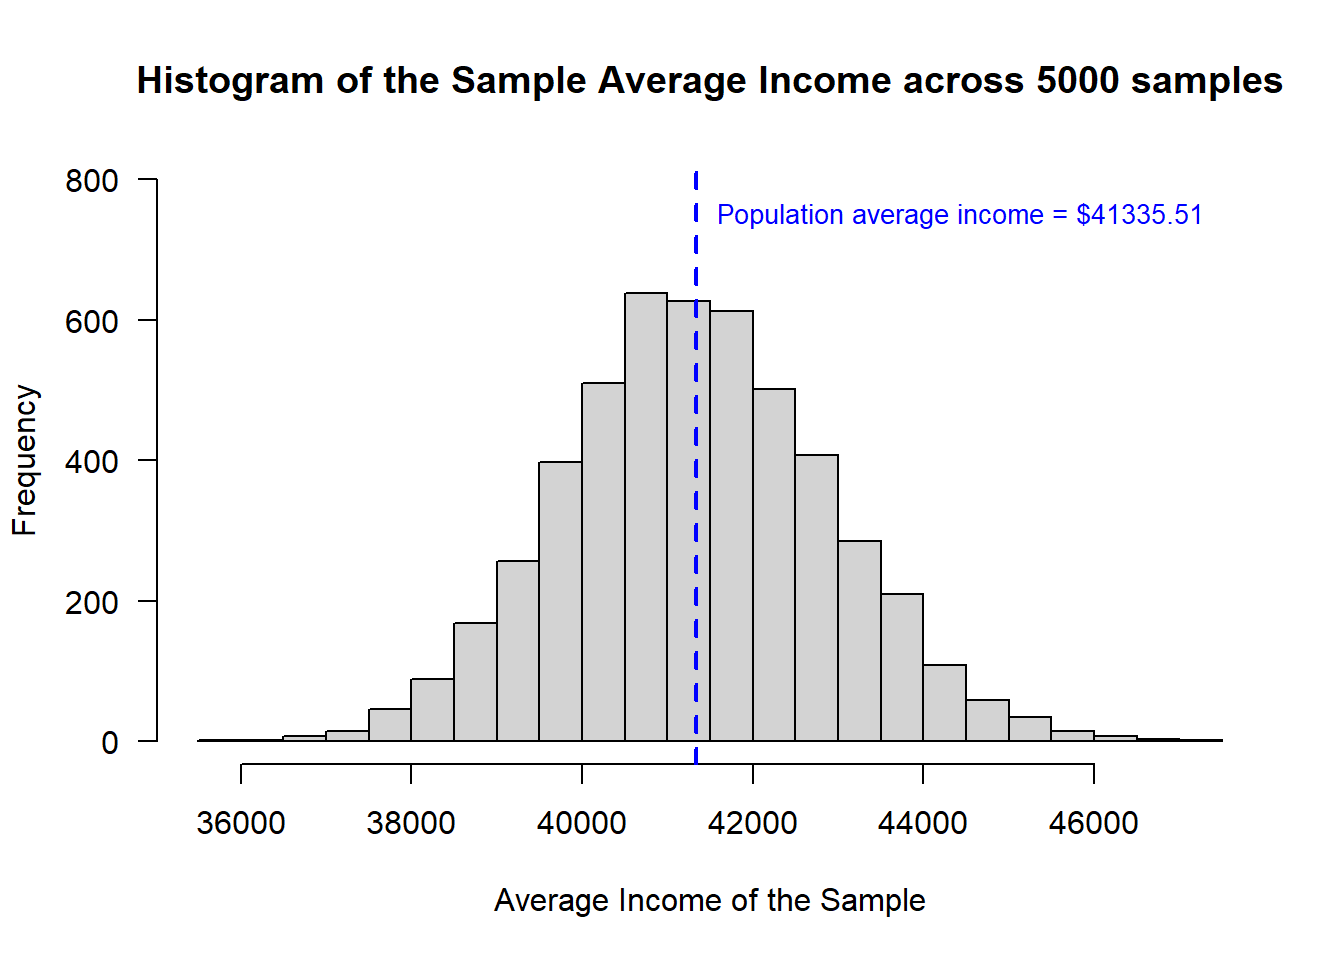 Histogram of the Sample Average Income across 5000 samples
800
Population average income = $41335.51
600
400
200
0
Frequency
36000 38000 40000 42000 44000 46000
Average Income of the Sample